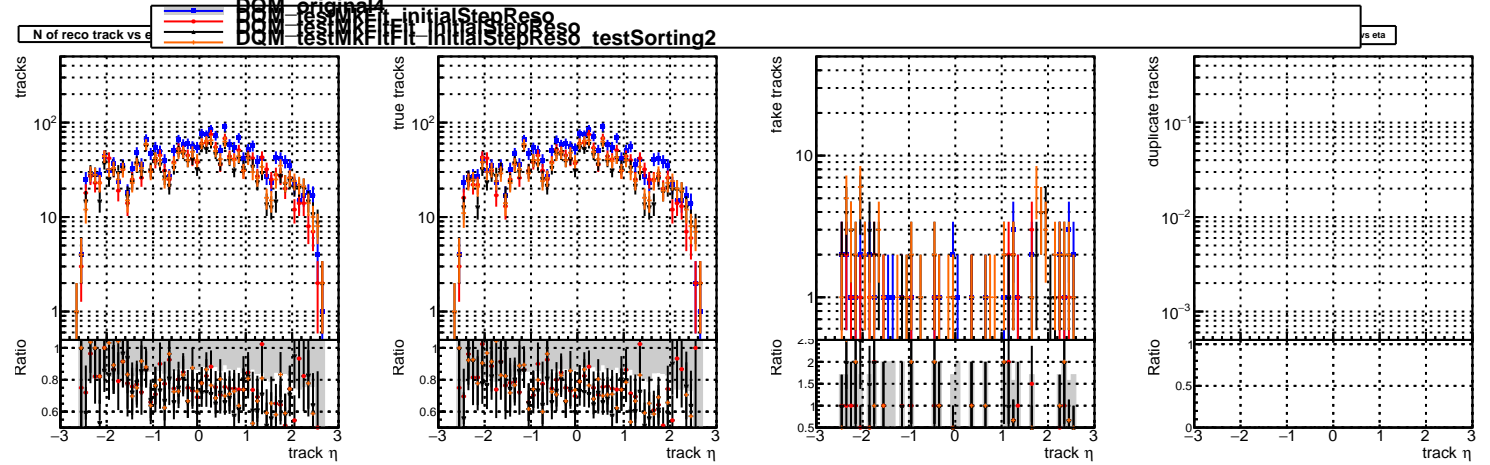 DQM_original4
DQM_testMkFit_initialStepReso
DQM_testMkFitFit_initialStepReso
DQM_testMkFitFit_initialStepReso_testSorting2
N of reco track vs e
vs eta
tracks
true tracks
fake tracks
duplicate tracks
10²
10
1
10²
10
1
10
1
10⁻¹
10⁻²
10⁻³
Ratio
1
0.8
0.6
Ratio
1
0.8
0.6
Ratio
2.5
2
1.5
1
0.5
Ratio
1
0.5
0
−3 −2 −1 0 1 2 3
−3 −2 −1 0 1 2 3
−3 −2 −1 0 1 2 3
−3 −2 −1 0 1 2 3
track η
track η
track η
track η